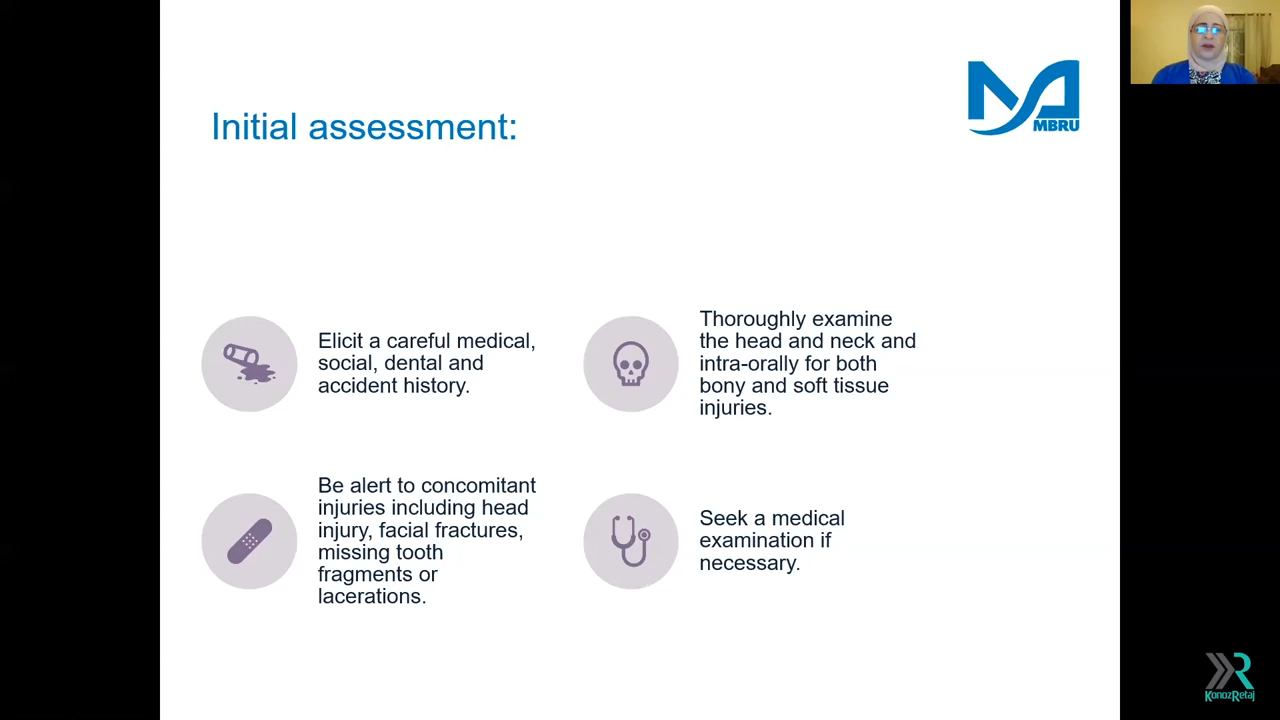 Initial assessment:
MBRU
Elicit a careful medical,
social, dental and
accident history.
Thoroughly examine
the head and neck and
intra-orally for both
bony and soft tissue
injuries.
Be alert to concomitant
injuries including head
injury, facial fractures,
missing tooth
fragments or
lacerations.
Seek a medical
examination if
necessary.
KonozRetaj